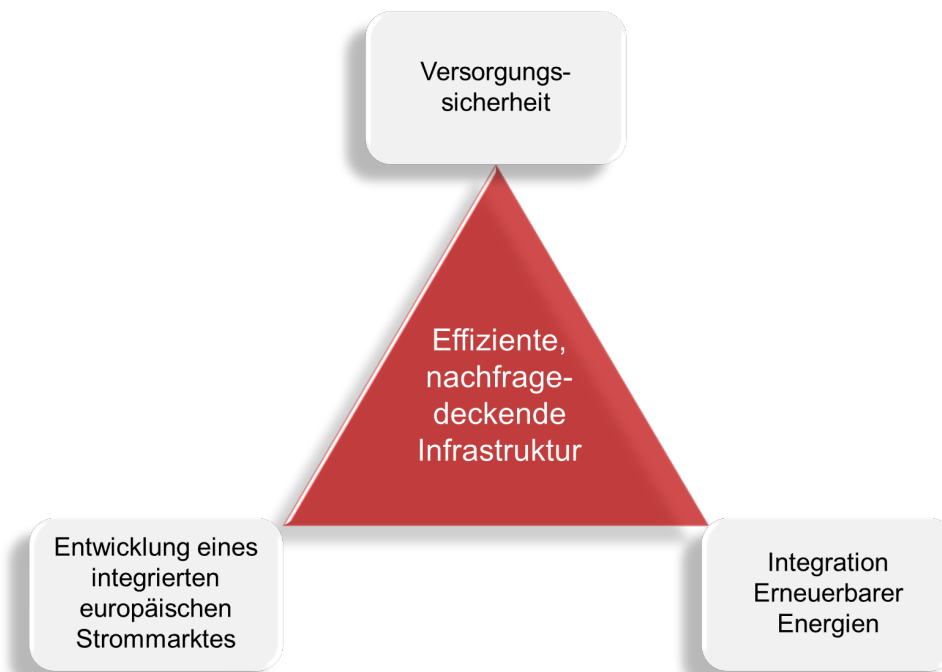 Versorgungs-
sicherheit
Effiziente,
nachfrage-
deckende
Infrastruktur
Entwicklung eines
integrierten
europäischen
Strommarktes
Integration
Erneuerbarer
Energien